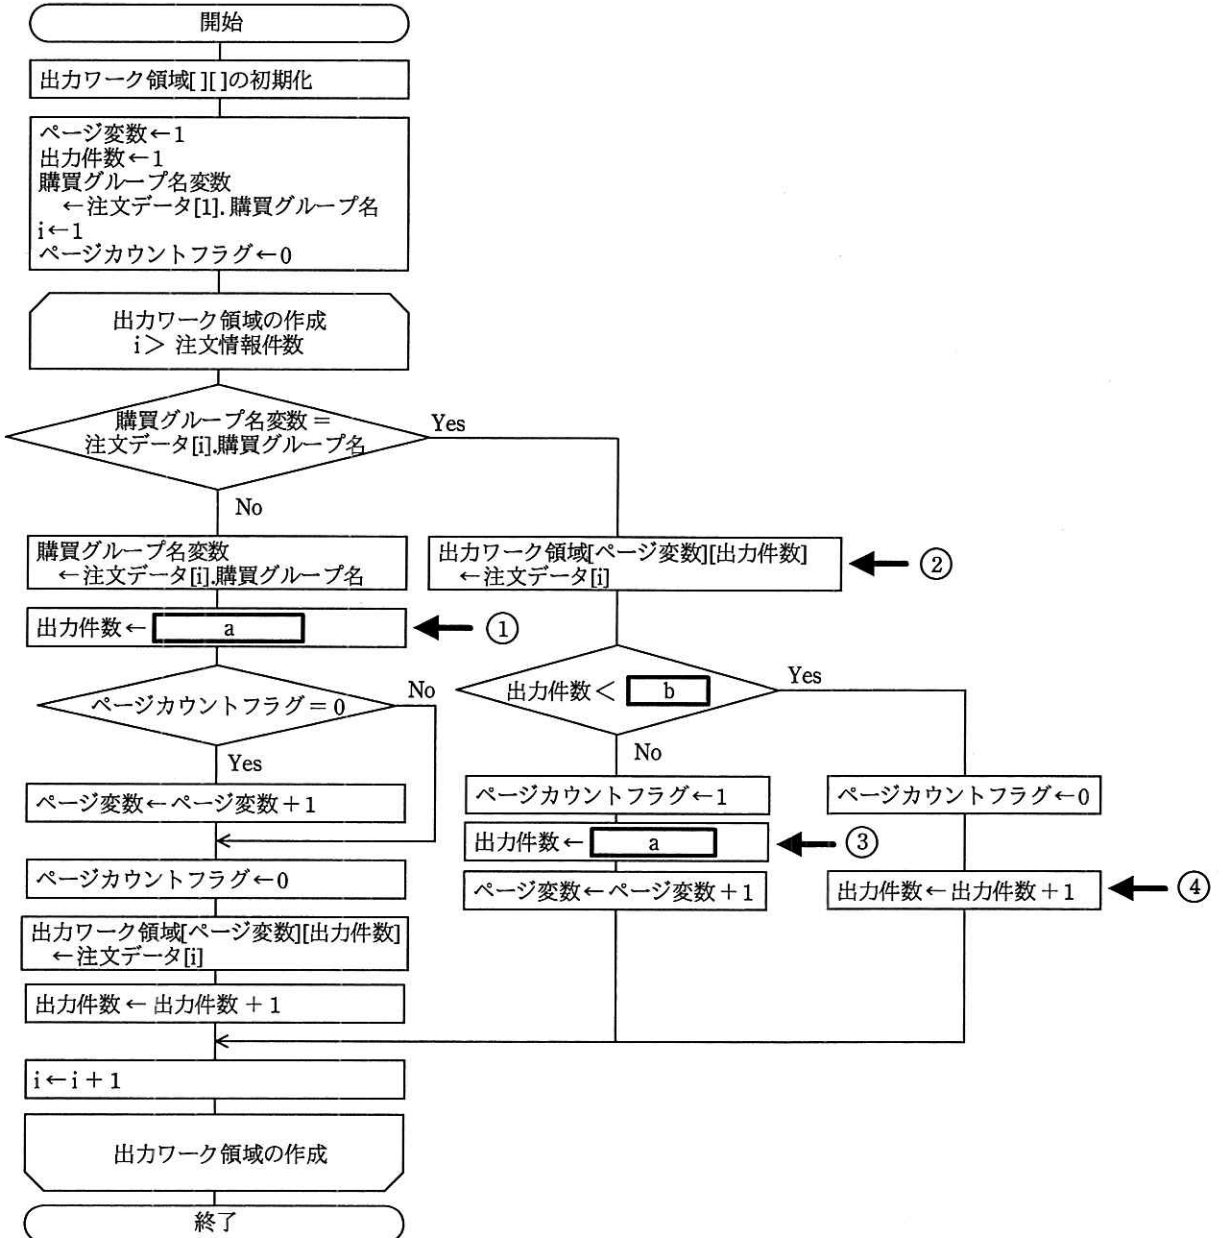 開始
出力ワーク領域[ ][ ]の初期化
ページ変数←1
出力件数←1
購買グループ名変数
←注文データ[1].購買グループ名
i←1
ページカウントフラグ←0
出力ワーク領域の作成
i＞ 注文情報件数
購買グループ名変数＝
注文データ[i].購買グループ名
Yes
No
購買グループ名変数
←注文データ[i].購買グループ名
出力ワーク領域[ページ変数][出力件数]
←注文データ[i]
②
出力件数← a
①
ページカウントフラグ＝0
No
Yes
出力件数＜ b
Yes
No
ページ変数←ページ変数＋1
ページカウントフラグ←1
ページカウントフラグ←0
出力件数← a
③
ページカウントフラグ←0
ページ変数←ページ変数＋1
出力件数←出力件数＋1
④
出力ワーク領域[ページ変数][出力件数]
←注文データ[i]
出力件数←出力件数＋1
i←i＋1
出力ワーク領域の作成
終了